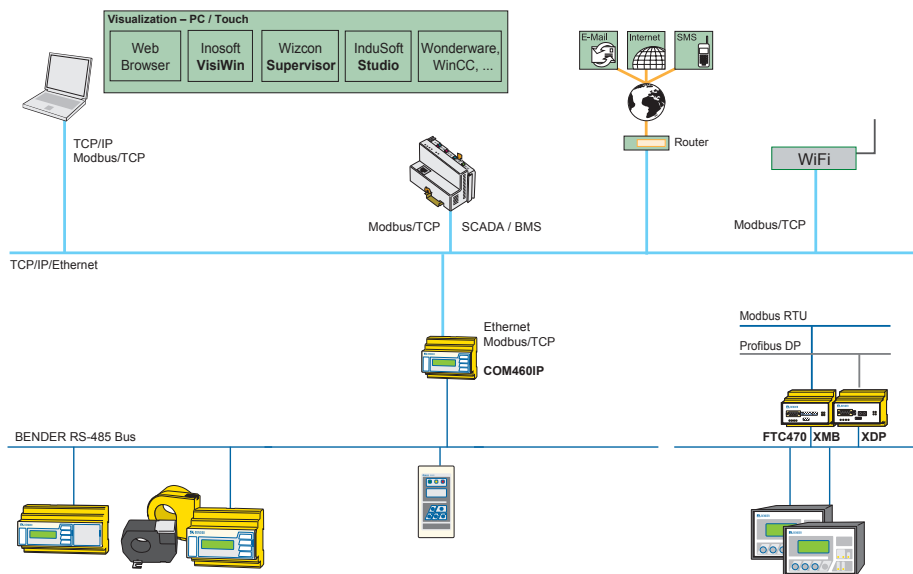 Visualization – PC / Touch
Web
Browser
Inosoft
VisiWin
Wizcon
Supervisor
InduSoft
Studio
Wonderware,
WinCC, ...
E-Mail
Internet
SMS
TCP/IP
Modbus/TCP
Router
WiFi
Modbus/TCP
SCADA / BMS
Modbus/TCP
TCP/IP/Ethernet
Ethernet
Modbus/TCP
COM460IP
Modbus RTU
Profibus DP
BENDER RS-485 Bus
FTC470
XMB
XDP